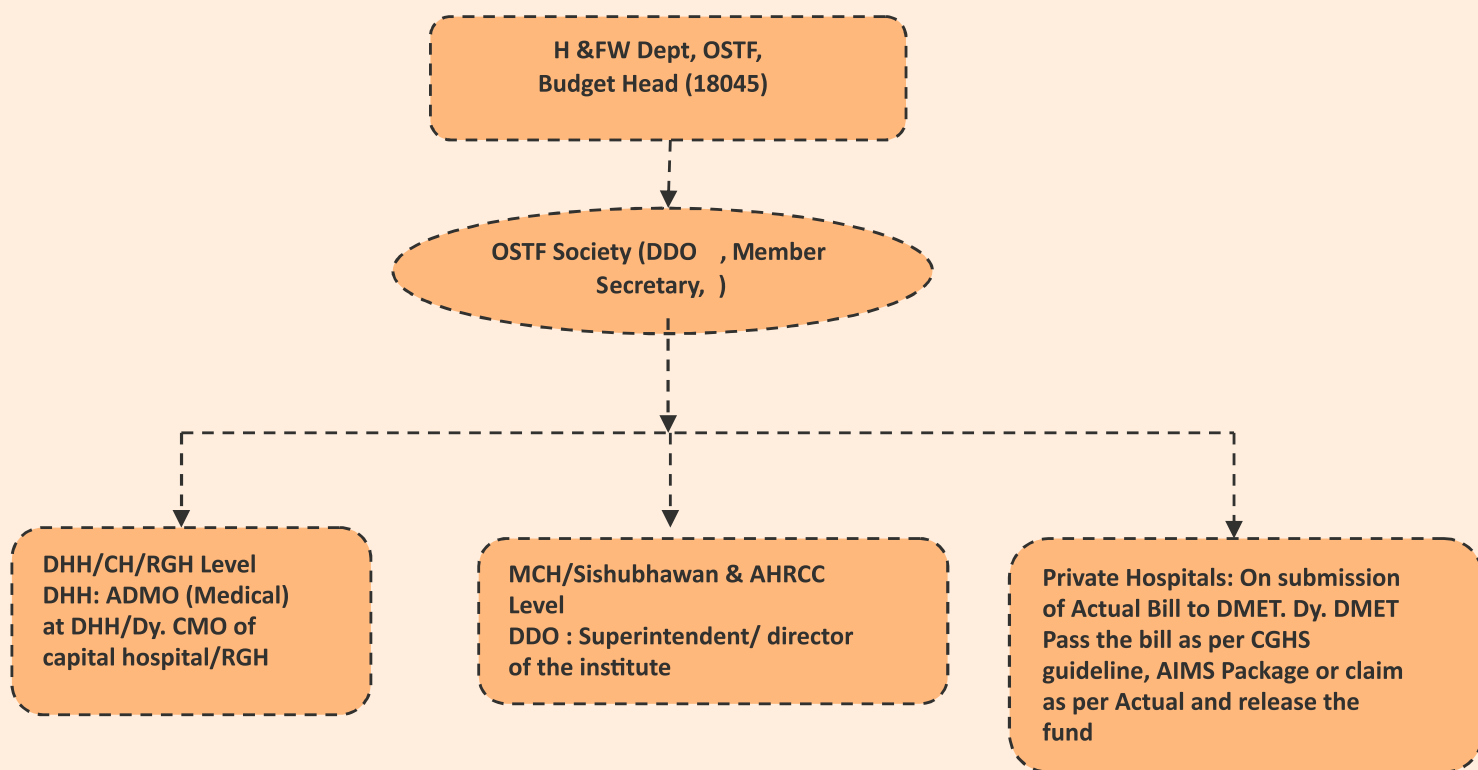 H &FW Dept, OSTF,
Budget Head (18045)
OSTF Society (DDO , Member
Secretary, )
DHH/CH/RGH Level
DHH: ADMO (Medical)
at DHH/Dy. CMO of
capital hospital/RGH
MCH/Sishubhawan & AHRCC
Level
DDO : Superintendent/ director
of the institute
Private Hospitals: On submission
of Actual Bill to DMET. Dy. DMET
Pass the bill as per CGHS
guideline, AIMS Package or claim
as per Actual and release the
fund